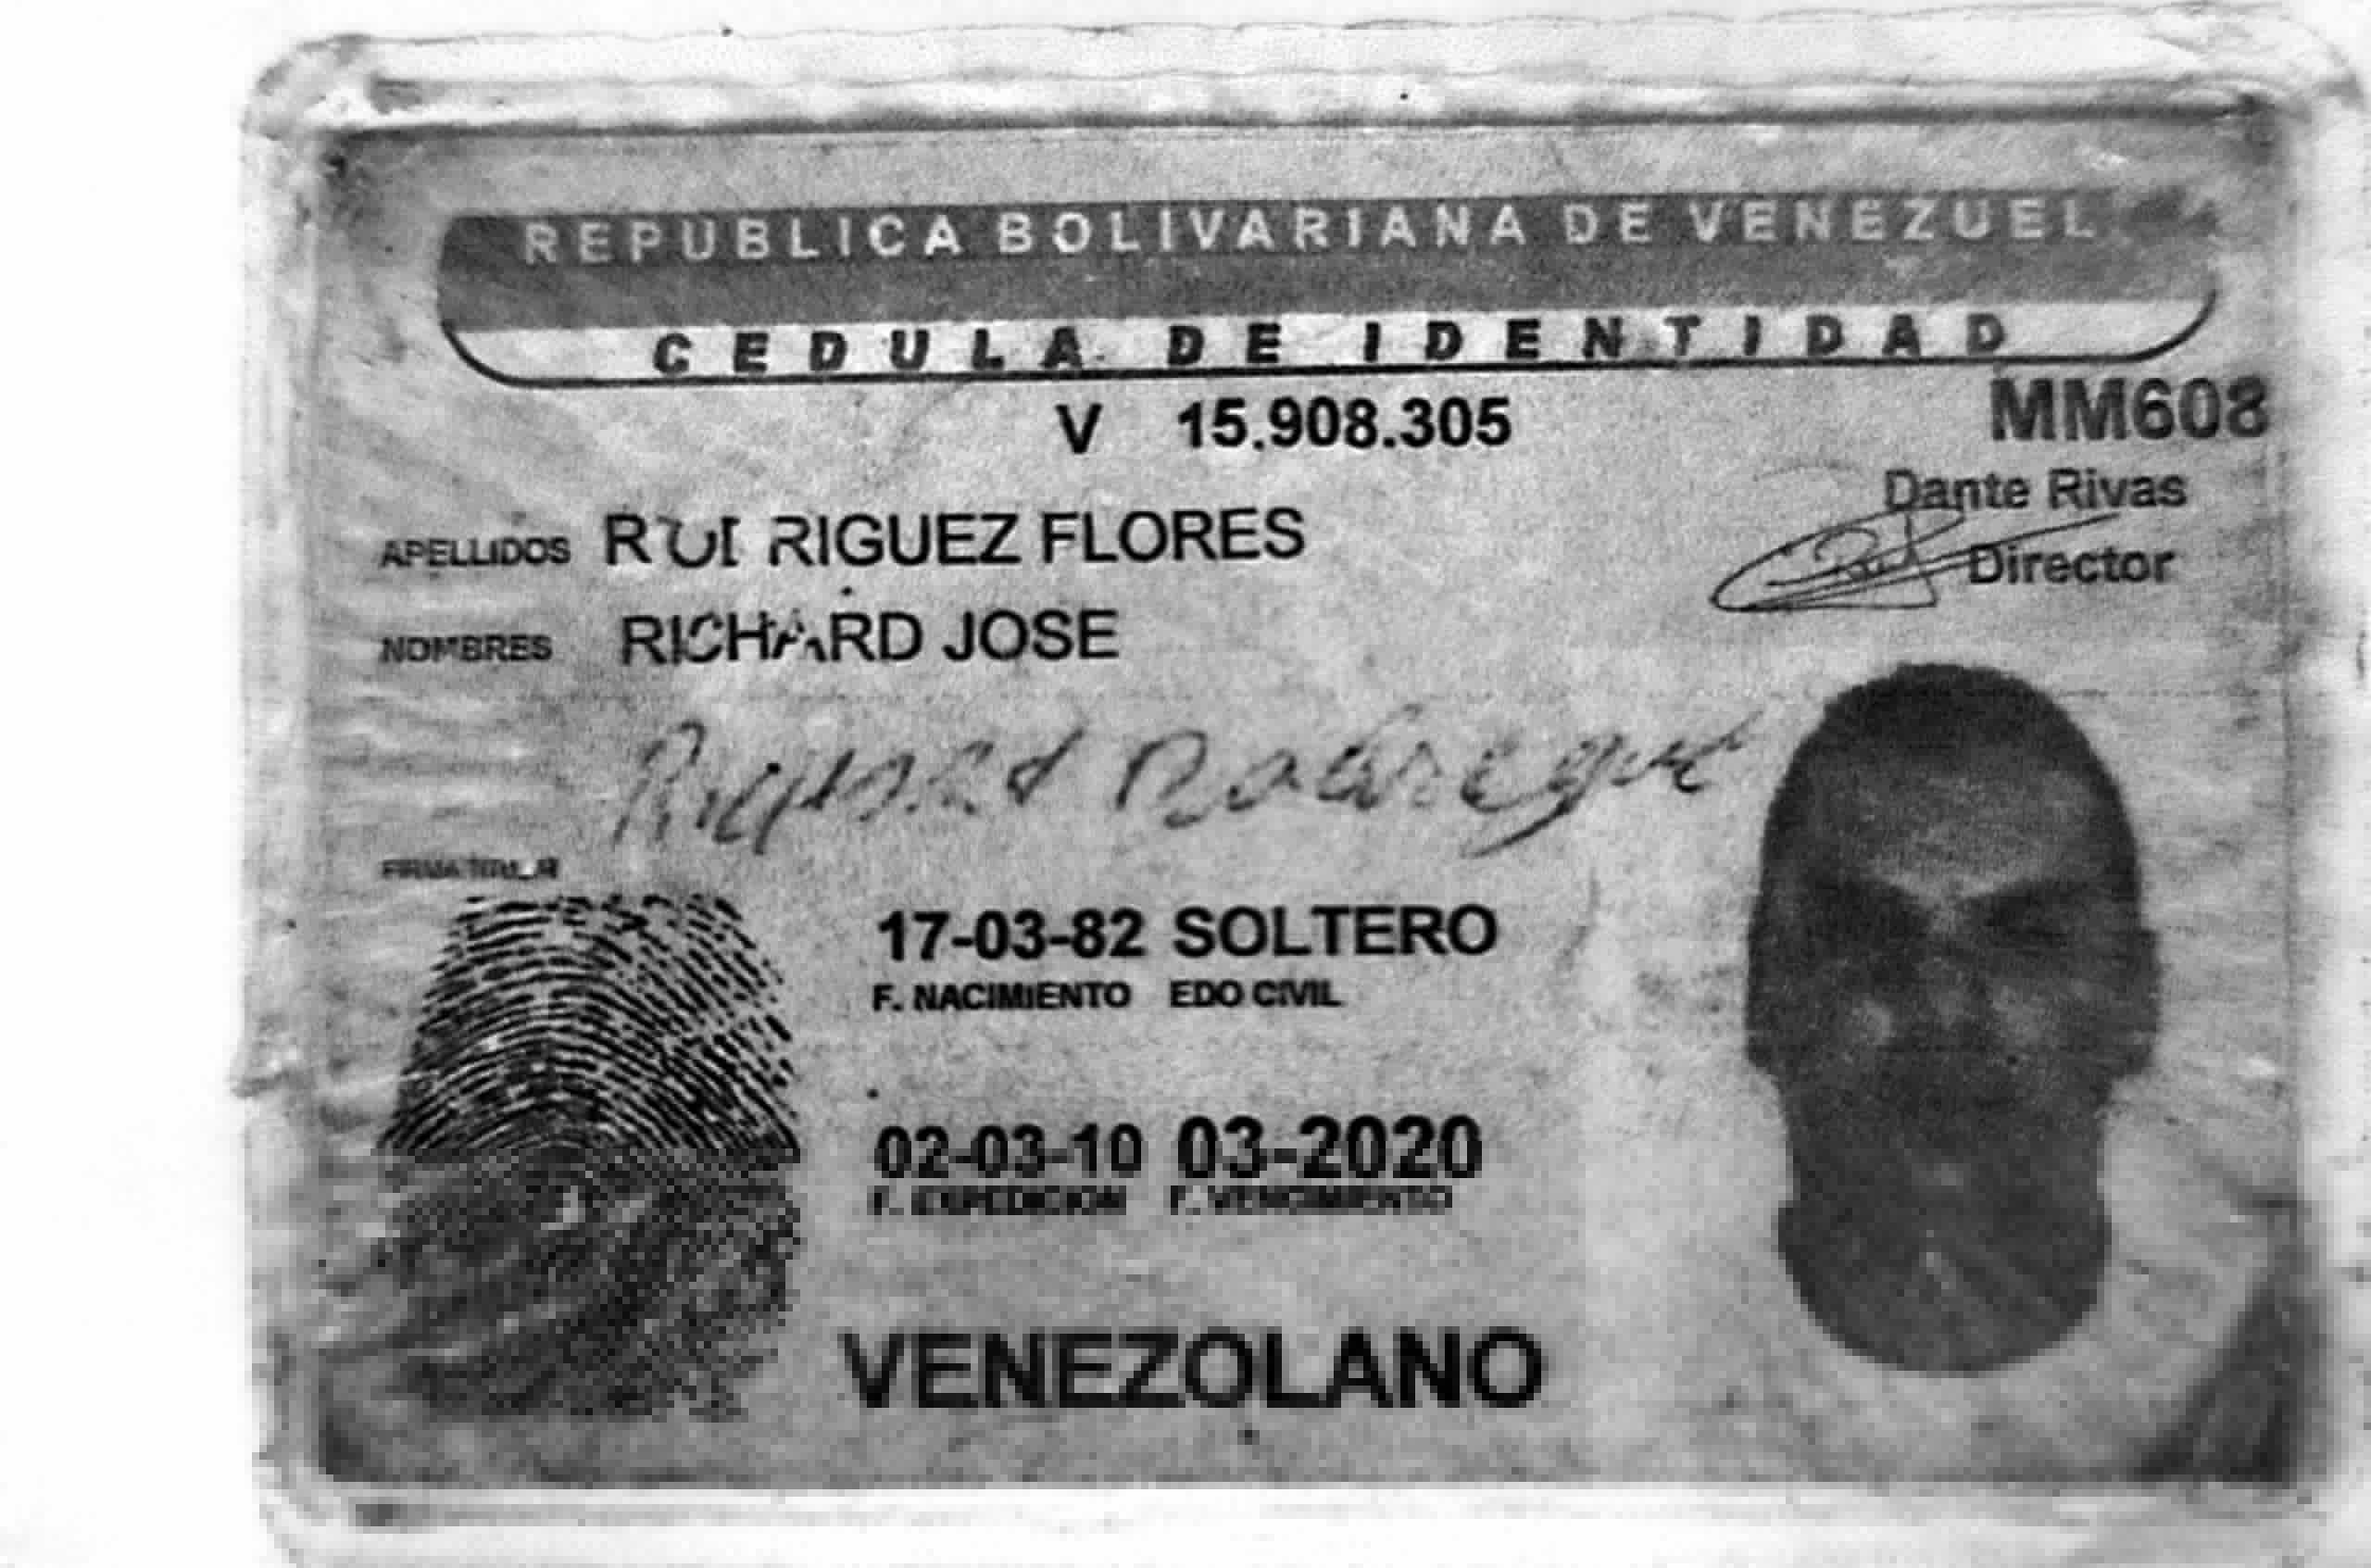 REPUBLICA BOLIVARIANA DE VENEZUEL
CEDULA DE IDENTIDAD
V 15.908.305
MM608
Dante Rivas
Director
APELLIDOS RIGUEZ FLORES
NOMBRES RICHARD JOSE
17-03-82 SOLTERO
F. NACIMIENTO EDO CIVIL
02-03-10 03-2020
F. EXPEDICION F. VENCIMIENTO
VENEZOLANO